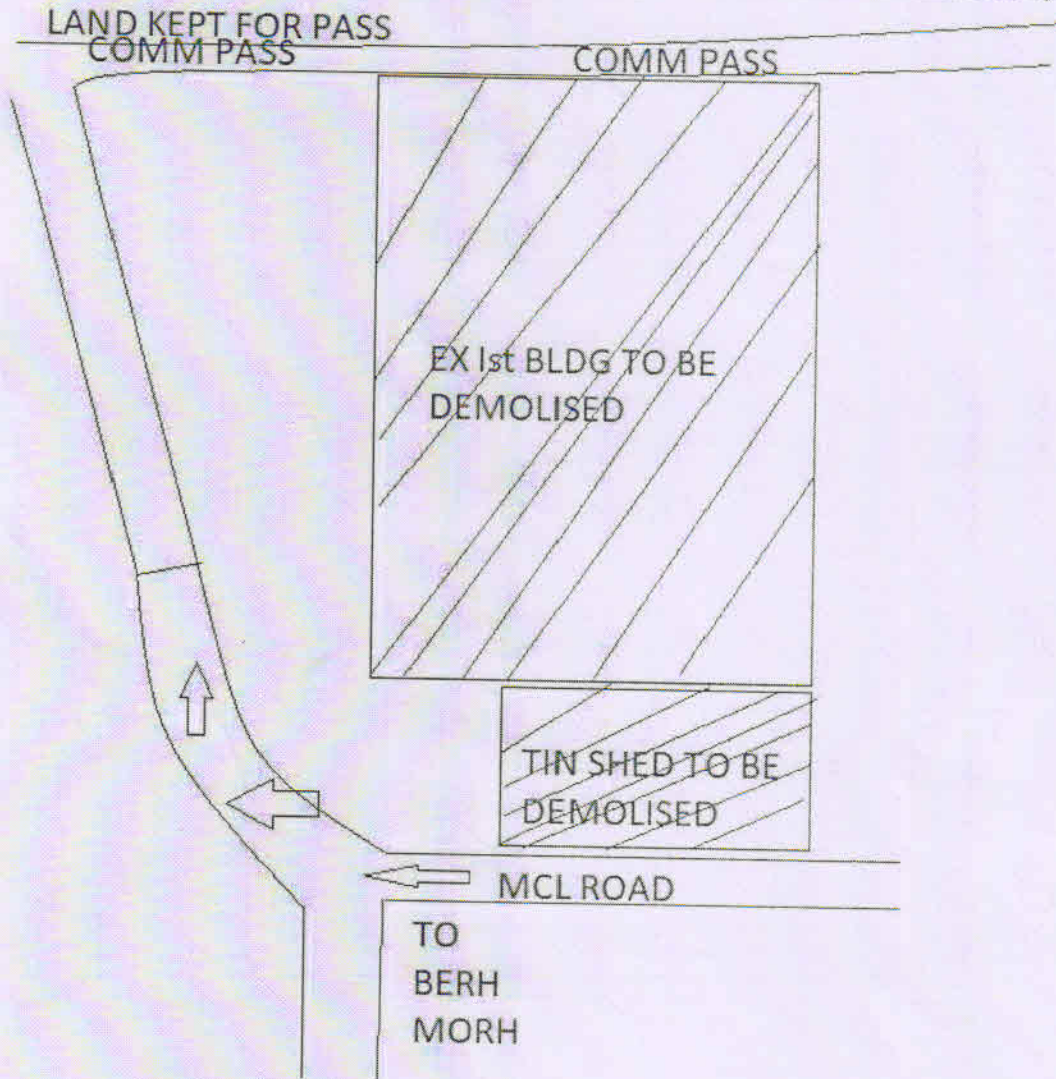 LAND KEPT FOR PASS
COMM PASS
COMM PASS
EX Ist BLDG TO BE
DEMOLISED
TIN SHED TO BE
DEMOLISED
MCL ROAD
TO
BERH
MORH